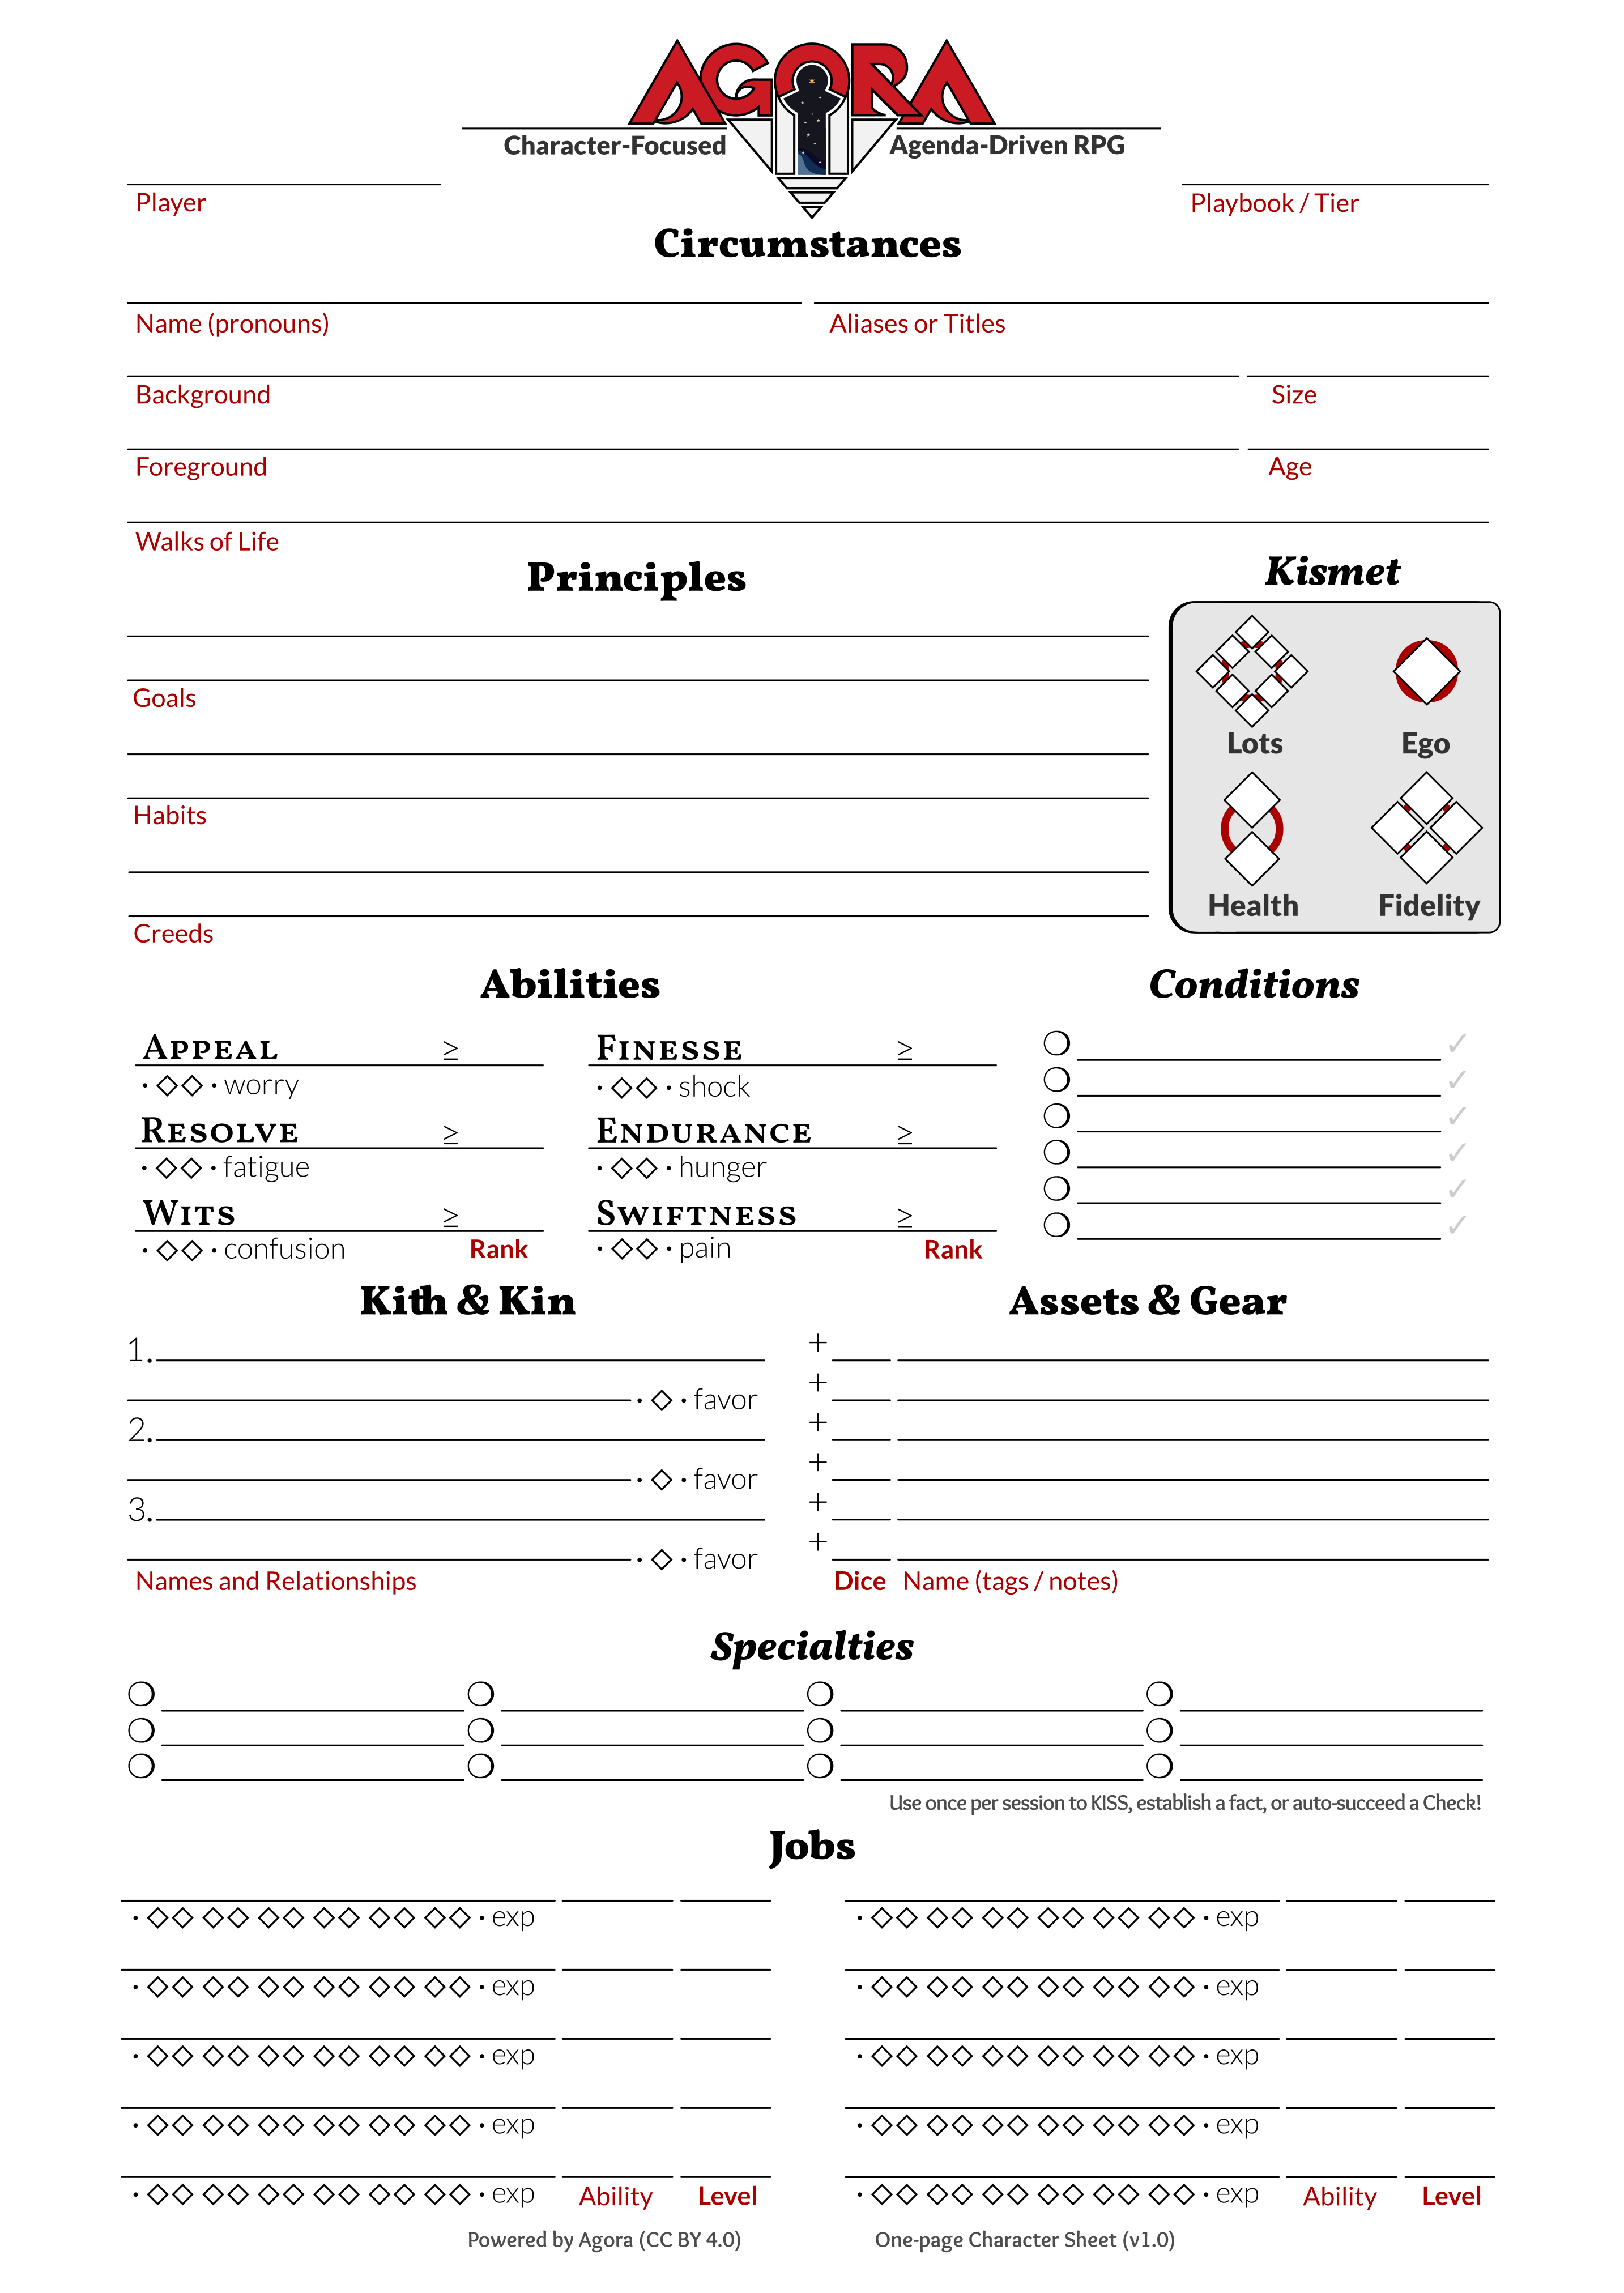 AGORA
Character-Focused Agenda-Driven RPG
Player
Playbook / Tier
Circumstances
Name (pronouns)
Aliases or Titles
Background
Size
Foreground
Age
Walks of Life
Principles
Goals
Habits
Creeds
Kismet
Lots
Ego
Health
Fidelity
Abilities
APPEAL ≥
· ◇◇ · worry
RESOLVE ≥
· ◇◇ · fatigue
WITS ≥
· ◇◇ · confusion
Rank
FINESSE ≥
· ◇◇ · shock
ENDURANCE ≥
· ◇◇ · hunger
SWIFTNESS ≥
· ◇◇ · pain
Rank
Conditions
✓
✓
✓
✓
✓
✓
Kith & Kin
1.
· ◇ · favor
2.
· ◇ · favor
3.
· ◇ · favor
Names and Relationships
Assets & Gear
+
+
+
+
+
+
Dice Name (tags / notes)
Specialties
Use once per session to KISS, establish a fact, or auto-succeed a Check!
Jobs
· ◇◇ ◇◇ ◇◇ ◇◇ ◇◇ ◇◇ · exp
· ◇◇ ◇◇ ◇◇ ◇◇ ◇◇ ◇◇ · exp
· ◇◇ ◇◇ ◇◇ ◇◇ ◇◇ ◇◇ · exp
· ◇◇ ◇◇ ◇◇ ◇◇ ◇◇ ◇◇ · exp
· ◇◇ ◇◇ ◇◇ ◇◇ ◇◇ ◇◇ · exp Ability Level
· ◇◇ ◇◇ ◇◇ ◇◇ ◇◇ ◇◇ · exp
· ◇◇ ◇◇ ◇◇ ◇◇ ◇◇ ◇◇ · exp
· ◇◇ ◇◇ ◇◇ ◇◇ ◇◇ ◇◇ · exp
· ◇◇ ◇◇ ◇◇ ◇◇ ◇◇ ◇◇ · exp
· ◇◇ ◇◇ ◇◇ ◇◇ ◇◇ ◇◇ · exp Ability Level
Powered by Agora (CC BY 4.0)
One-page Character Sheet (v1.0)